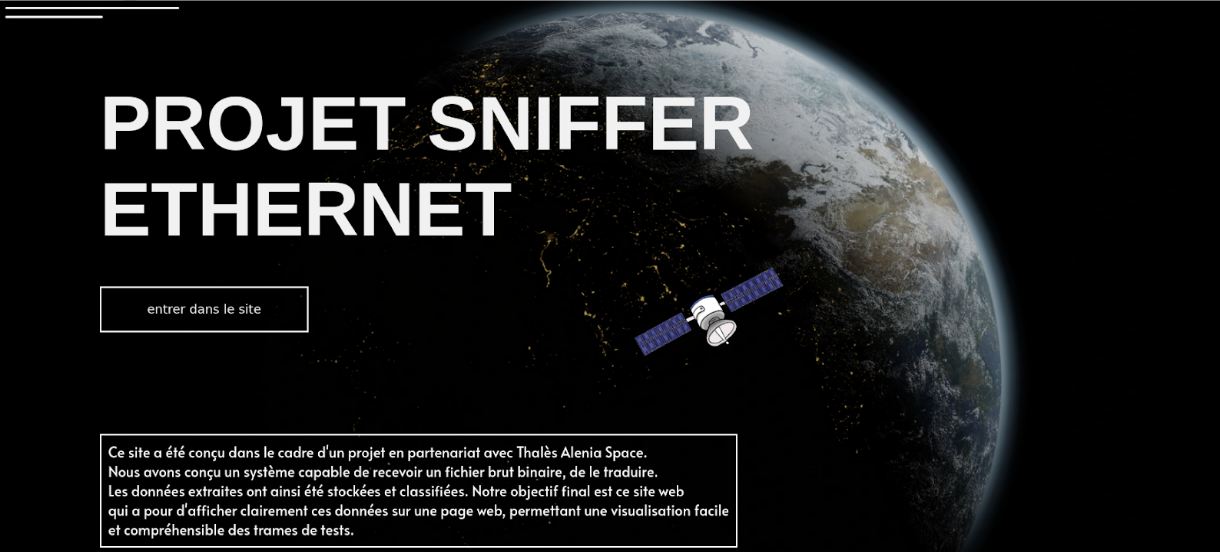 PROJET SNIFFER
ETHERNET
entrer dans le site
Ce site a été conçu dans le cadre d'un projet en partenariat avec Thalès Alenia Space.
Nous avons conçu un système capable de recevoir un fichier brut binaire, de le traduire.
Les données extraites ont ainsi été stockées et classifiées. Notre objectif final est ce site web
qui a pour d'afficher clairement ces données sur une page web, permettant une visualisation facile
et compréhensible des trames de tests.